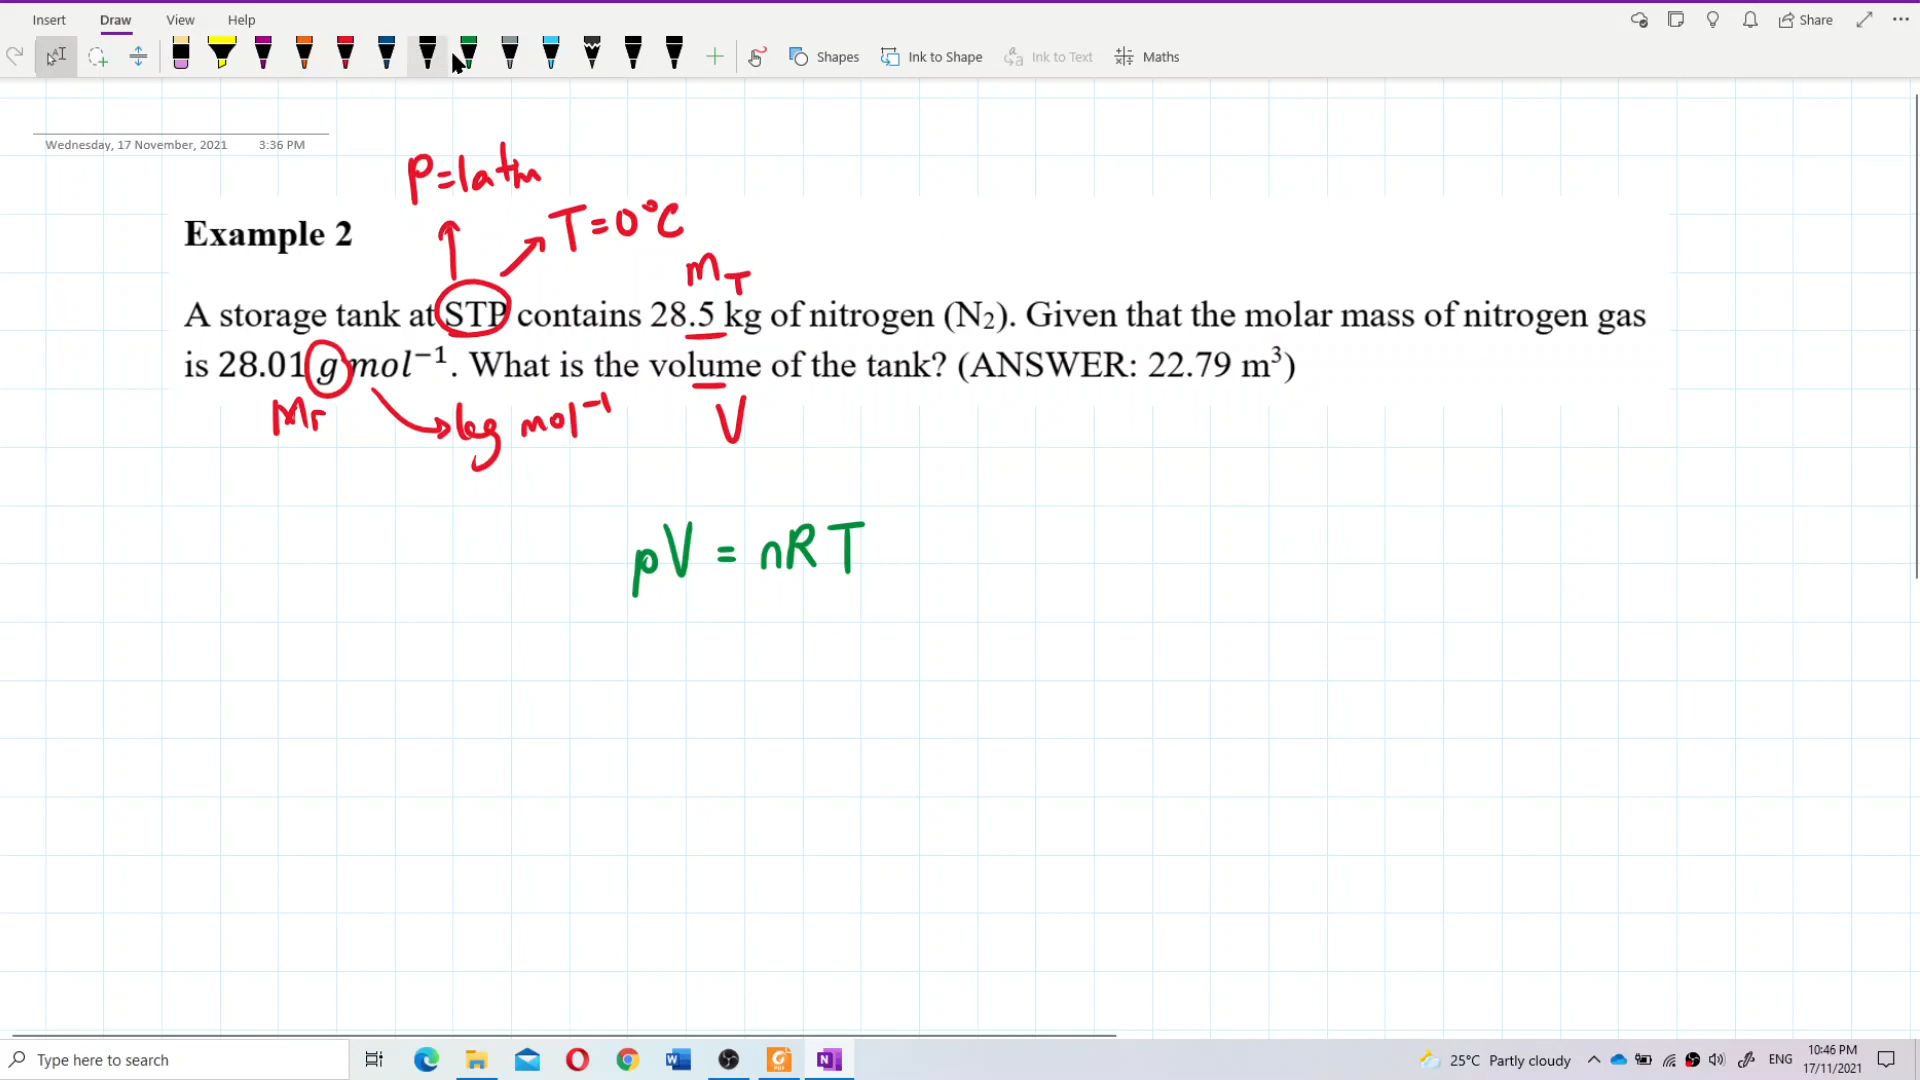 Insert Draw View Help
Share
Shapes Ink to Shape Ink to Text Maths
Wednesday, 17 November, 2021 3:36 PM
P=1atm
T=0°C
Example 2
m_T
A storage tank at STP contains 28.5 kg of nitrogen (N₂). Given that the molar mass of nitrogen gas
is 28.01 g mol⁻¹. What is the volume of the tank? (ANSWER: 22.79 m³)
Mr kg mol⁻¹ V
pV = nRT
Type here to search
25°C Partly cloudy ENG 10:46 PM
17/11/2021